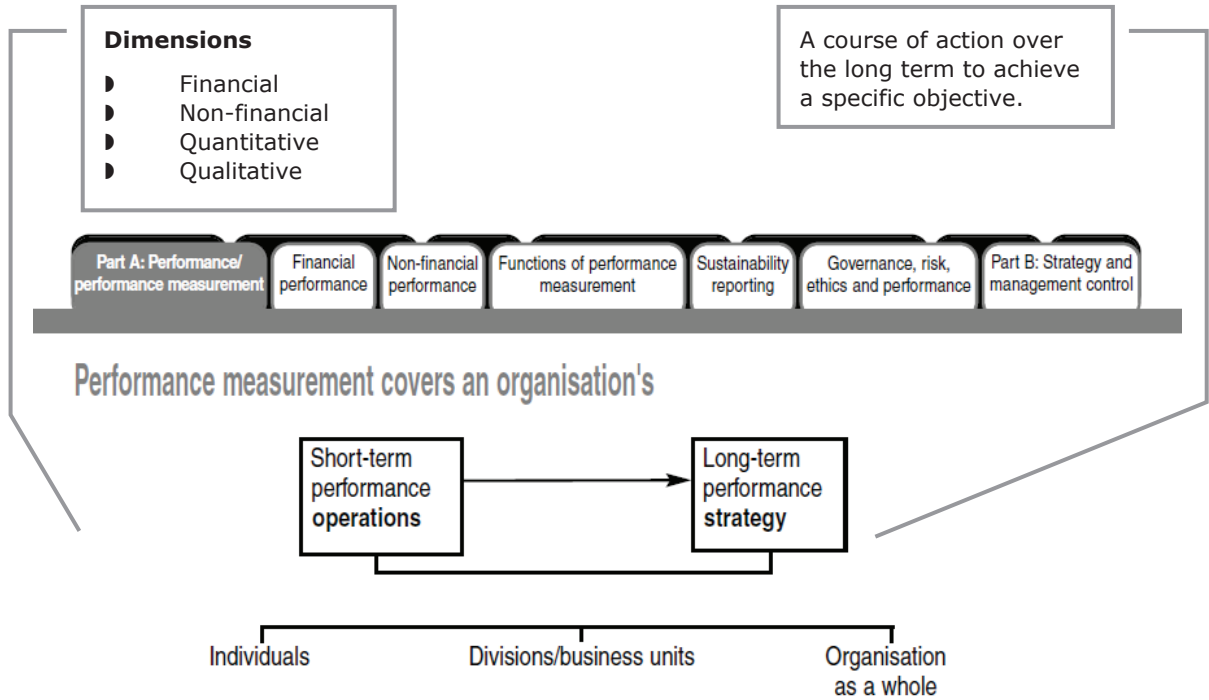 Dimensions
◗ Financial
◗ Non-financial
◗ Quantitative
◗ Qualitative
A course of action over
the long term to achieve
a specific objective.
Part A: Performance/
performance measurement
Financial
performance
Non-financial
performance
Functions of performance
measurement
Sustainability
reporting
Governance, risk,
ethics and performance
Part B: Strategy and
management control
Performance measurement covers an organisation's
Short-term
performance
operations
Long-term
performance
strategy
Individuals
Divisions/business units
Organisation
as a whole